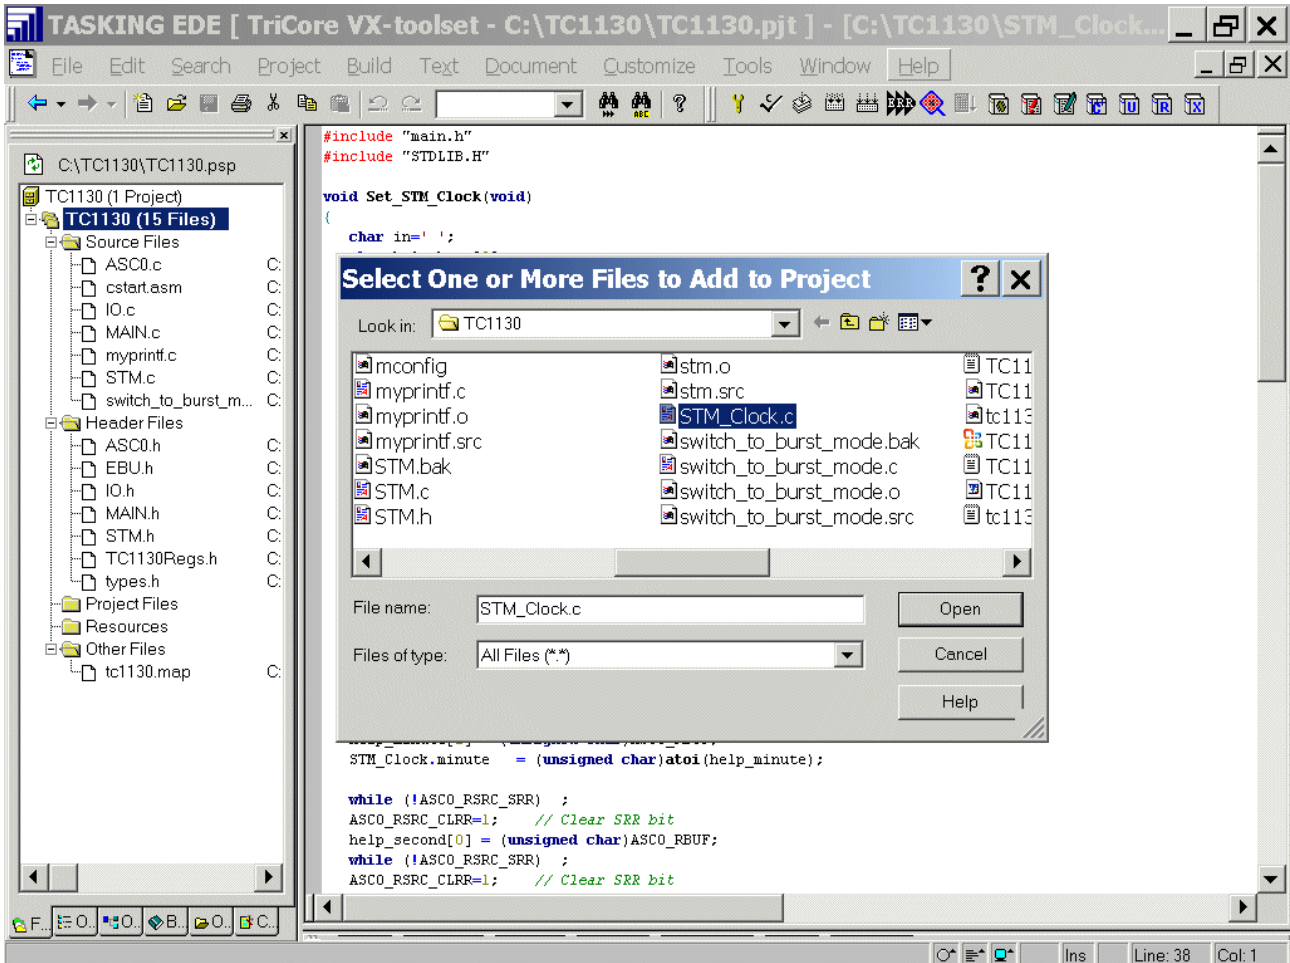 TASKING EDE [ TriCore VX-toolset - C:\TC1130\TC1130.pjt ] - [C:\TC1130\STM_Clock...
File Edit Search Project Build Text Document Customize Tools Window Help
C:\TC1130\TC1130.psp
TC1130 (1 Project)
TC1130 (15 Files)
Source Files
ASC0.c C:
cstart.asm C:
IO.c C:
MAIN.c C:
myprintf.c C:
STM.c C:
switch_to_burst_m... C:
Header Files
ASC0.h C:
EBU.h C:
IO.h C:
MAIN.h C:
STM.h C:
TC1130Regs.h C:
types.h C:
Project Files
Resources
Other Files
tc1130.map C:
F... O... O... B... O... C...
#include "main.h"
#include "STDLIB.H"
void Set_STM_Clock(void)
{
char in=' ';
Select One or More Files to Add to Project
Look in: TC1130
mconfig
myprintf.c
myprintf.o
myprintf.src
STM.bak
STM.c
STM.h
stm.o
stm.src
STM_Clock.c
switch_to_burst_mode.bak
switch_to_burst_mode.c
switch_to_burst_mode.o
switch_to_burst_mode.src
TC11
TC11
tc113
TC11
TC11
TC11
tc113
File name: STM_Clock.c Open
Files of type: All Files (*.*) Cancel
Help
STM_Clock.minute = (unsigned char)atoi(help_minute);
while (!ASC0_RSRC_SRR) ;
ASC0_RSRC_CLRR=1; // Clear SRR bit
help_second[0] = (unsigned char)ASC0_RBUF;
while (!ASC0_RSRC_SRR) ;
ASC0_RSRC_CLRR=1; // Clear SRR bit
Ins Line: 38 Col: 1